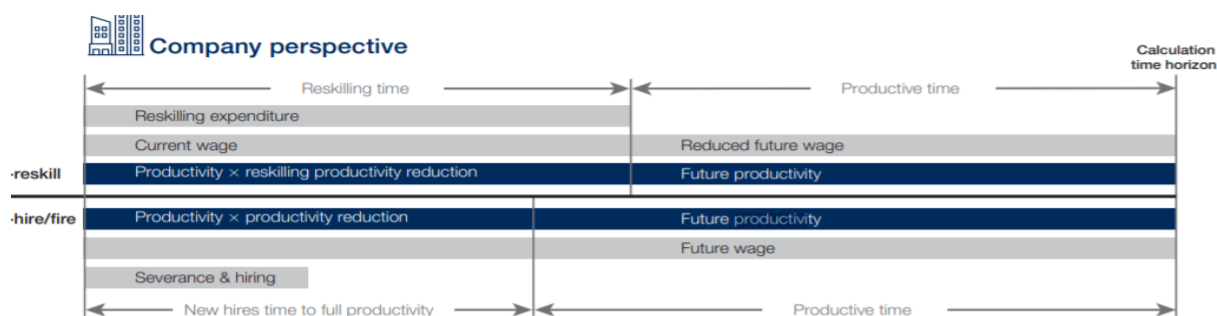 Company perspective
Calculation
time horizon
Reskilling time
Productive time
Reskilling expenditure
Current wage
Reduced future wage
-reskill
Productivity × reskilling productivity reduction
Future productivity
-hire/fire
Productivity × productivity reduction
Future productivity
Future wage
Severance & hiring
New hires time to full productivity
Productive time